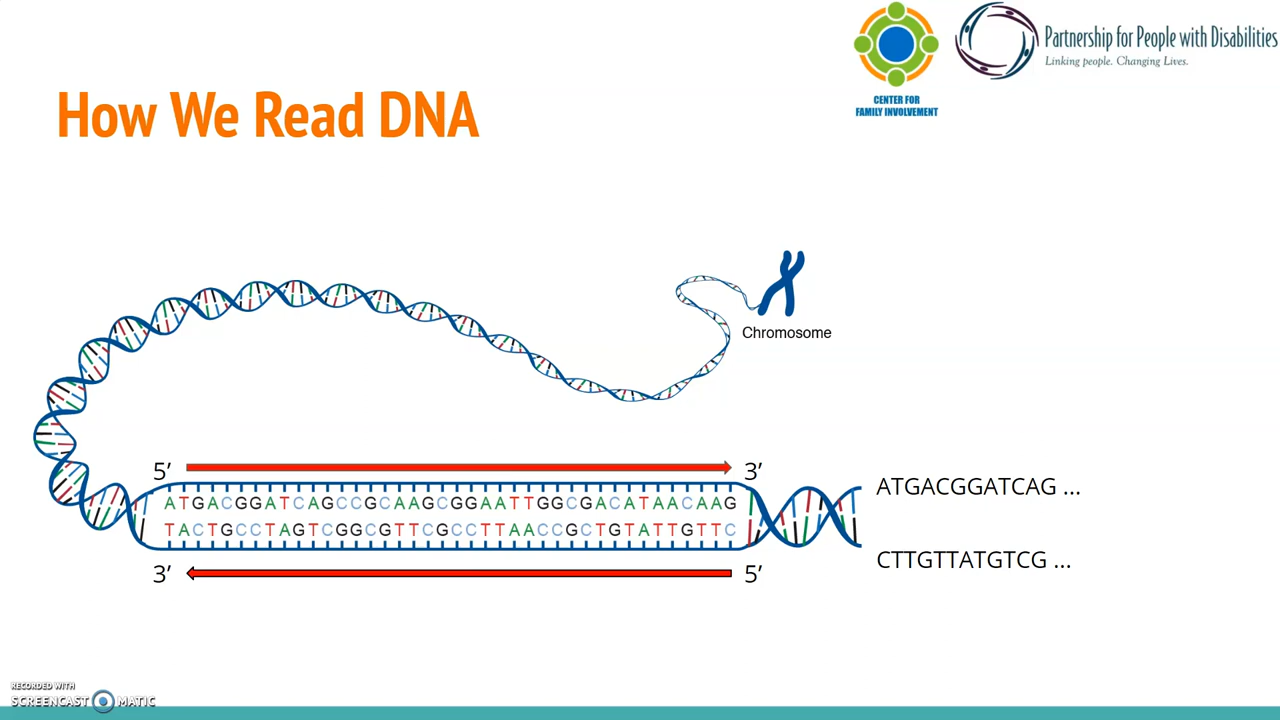 CENTER FOR
FAMILY INVOLVEMENT
Partnership for People with Disabilities
Linking people. Changing Lives.
How We Read DNA
Chromosome
5’ 3’
ATGACGGATCAGCCGCAAGCGGAATTGGCGACATAACAAG
TACTGCCTAGTCGGCGTTCGCCTTAACCGCTGTATTGTTC
3’ 5’
ATGACGGATCAG ...
CTTGTTATGTCG ...
RECORDED WITH
SCREENCAST MATIC